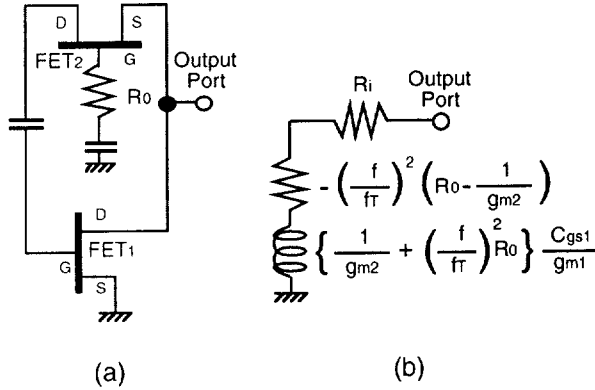 D
S
FET2
G
R0
Output
Port
D
FET1
G
S
(a)
Ri
Output
Port
- (f/fT)^2 (R0 - 1/gm2)
{1/gm2 + (f/fT)^2 R0} Cgs1/gm1
(b)